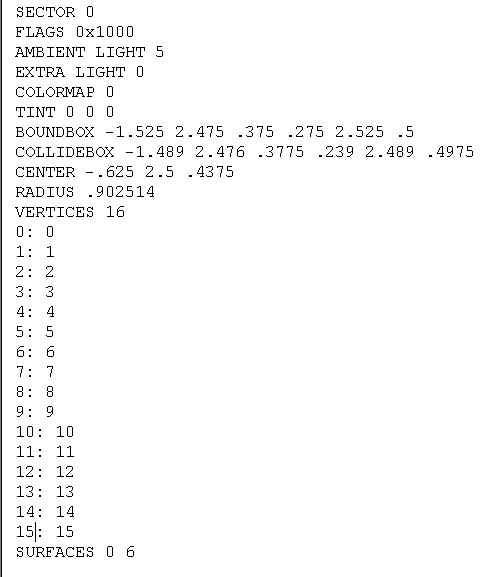 SECTOR 0
FLAGS 0x1000
AMBIENT LIGHT 5
EXTRA LIGHT 0
COLORMAP 0
TINT 0 0 0
BOUNDBOX -1.525 2.475 .375 .275 2.525 .5
COLLIDEBOX -1.489 2.476 .3775 .239 2.489 .4975
CENTER -.625 2.5 .4375
RADIUS .902514
VERTICES 16
0: 0
1: 1
2: 2
3: 3
4: 4
5: 5
6: 6
7: 7
8: 8
9: 9
10: 10
11: 11
12: 12
13: 13
14: 14
15: 15
SURFACES 0 6